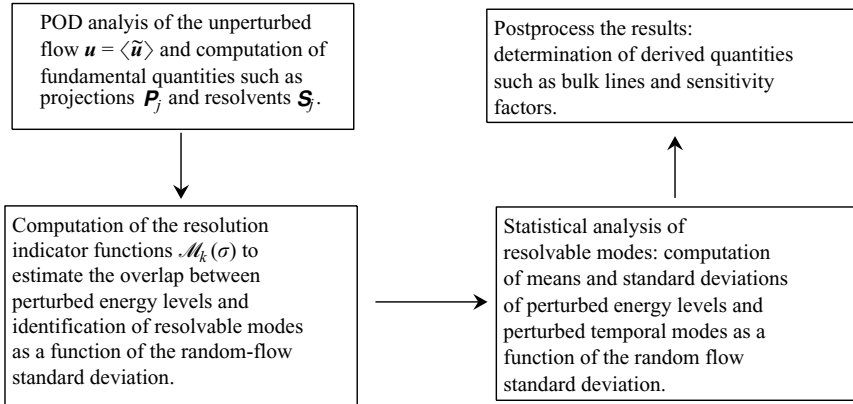 POD analyis of the unperturbed
flow u = ⟨ũ⟩ and computation of
fundamental quantities such as
projections P_j and resolvents S_j.
Computation of the resolution
indicator functions ℳ_k(σ) to
estimate the overlap between
perturbed energy levels and
identification of resolvable modes
as a function of the random-flow
standard deviation.
Statistical analysis of
resolvable modes: computation
of means and standard deviations
of perturbed energy levels and
perturbed temporal modes as a
function of the random flow
standard deviation.
Postprocess the results:
determination of derived quantities
such as bulk lines and sensitivity
factors.